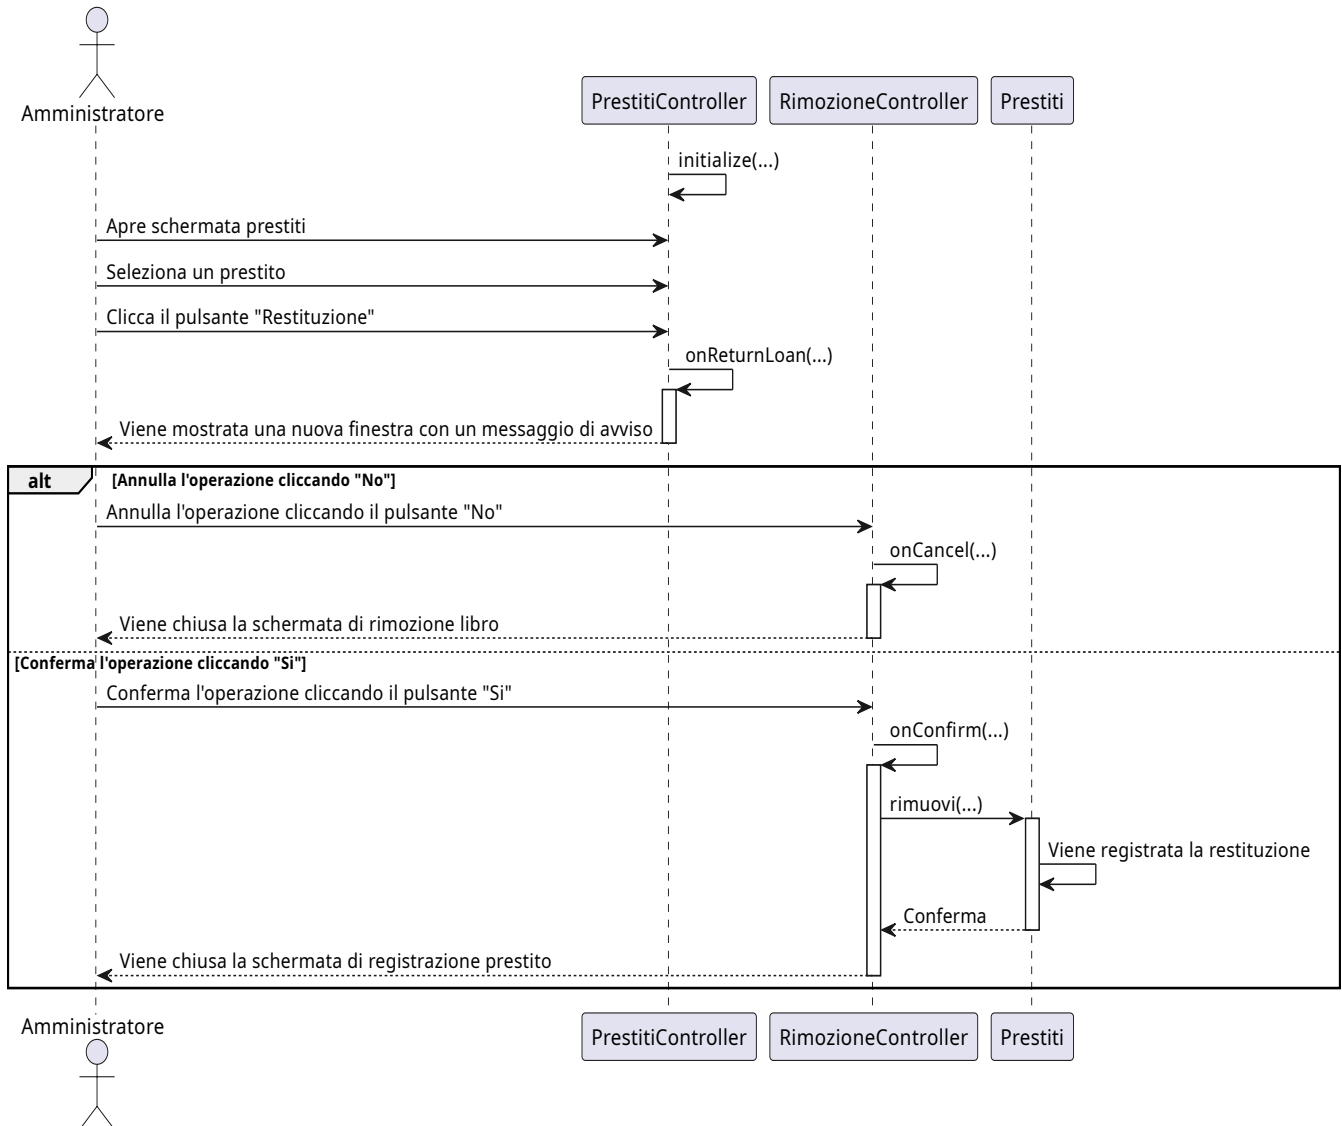 Amministratore
PrestitiController
RimozioneController
Prestiti
initialize(...)
Apre schermata prestiti
Seleziona un prestito
Clicca il pulsante "Restituzione"
onReturnLoan(...)
Viene mostrata una nuova finestra con un messaggio di avviso
alt
[Annulla l'operazione cliccando "No"]
Annulla l'operazione cliccando il pulsante "No"
onCancel(...)
Viene chiusa la schermata di rimozione libro
[Conferma l'operazione cliccando "Si"]
Conferma l'operazione cliccando il pulsante "Si"
onConfirm(...)
rimuovi(...)
Viene registrata la restituzione
Conferma
Viene chiusa la schermata di registrazione prestito
Amministratore
PrestitiController
RimozioneController
Prestiti